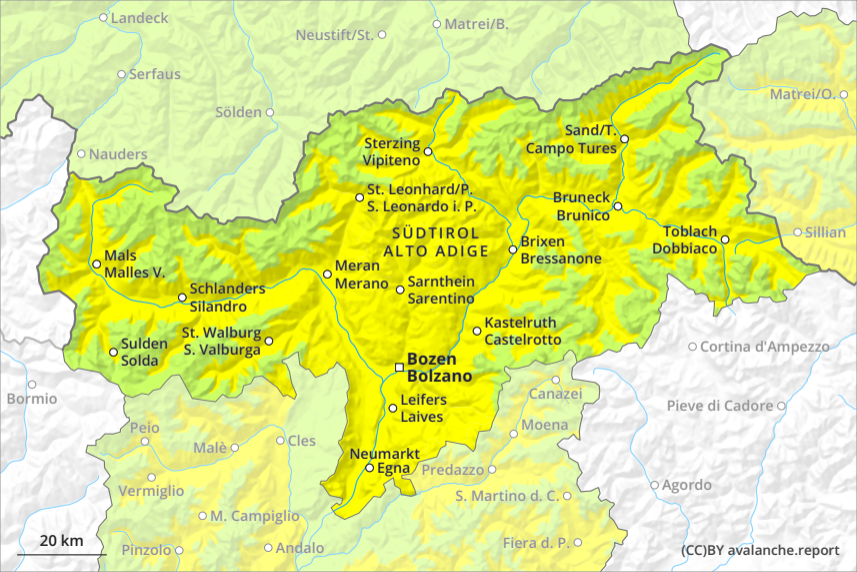 Landeck
Matrei/B.
Neustift/St.
Serfaus
Matrei/O.
Sölden
Sand/T.
Campo Tures
Sterzing
Vipiteno
Nauders
St. Leonhard/P.
S. Leonardo i. P.
Bruneck
Brunico
SÜDTIROL
ALTO ADIGE
Toblach
Dobbiaco
Sillian
Brixen
Bressanone
Mals
Malles V.
Meran
Merano
Sarnthein
Sarentino
Schlanders
Silandro
Kastelruth
Castelrotto
St. Walburg
S. Valburga
Sulden
Solda
Cortina d'Ampezzo
Bozen
Bolzano
Bormio
Canazei
Leifers
Laives
Pieve di Cadore
Peio
Moena
Malè
Cles
Neumarkt
Egna
Predazzo
Vermiglio
Agordo
S. Martino d. C.
M. Campiglio
20 km
Pinzolo
Andalo
Fiera d. P.
(CC)BY avalanche.report